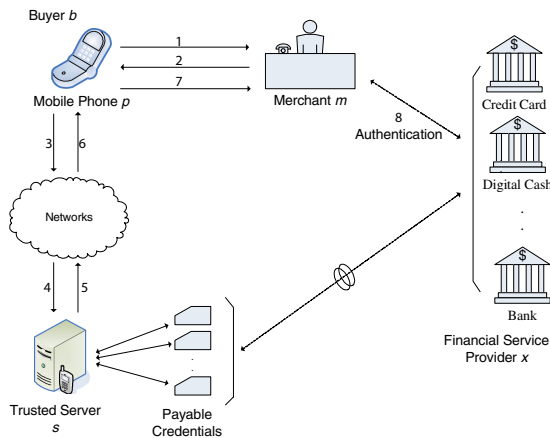 Buyer b
1
2
7
Mobile Phone p
Merchant m
8
Authentication
$
Credit Card
$
Digital Cash
.
.
$
Bank
Financial Service
Provider x
3
6
Networks
4
5
Trusted Server
s
.
.
Payable
Credentials